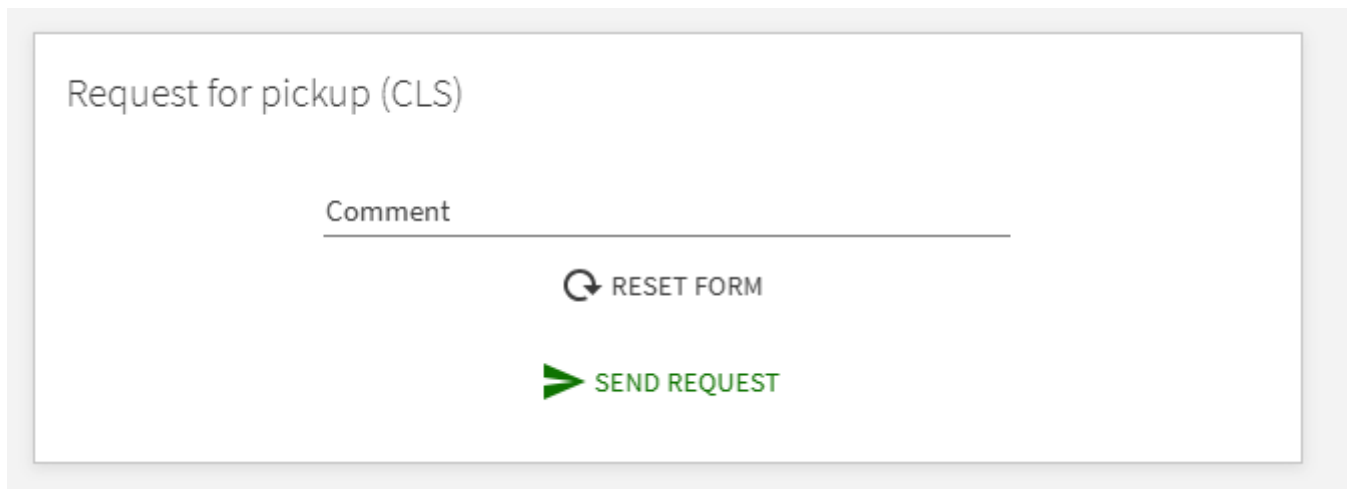 Request for pickup (CLS)
Comment
RESET FORM
SEND REQUEST